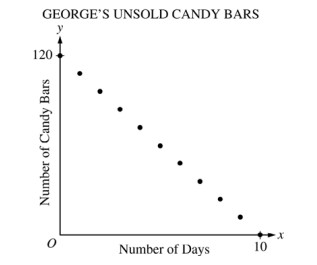 GEORGE'S UNSOLD CANDY BARS
y
120
Number of Candy Bars
O
Number of Days
10
x